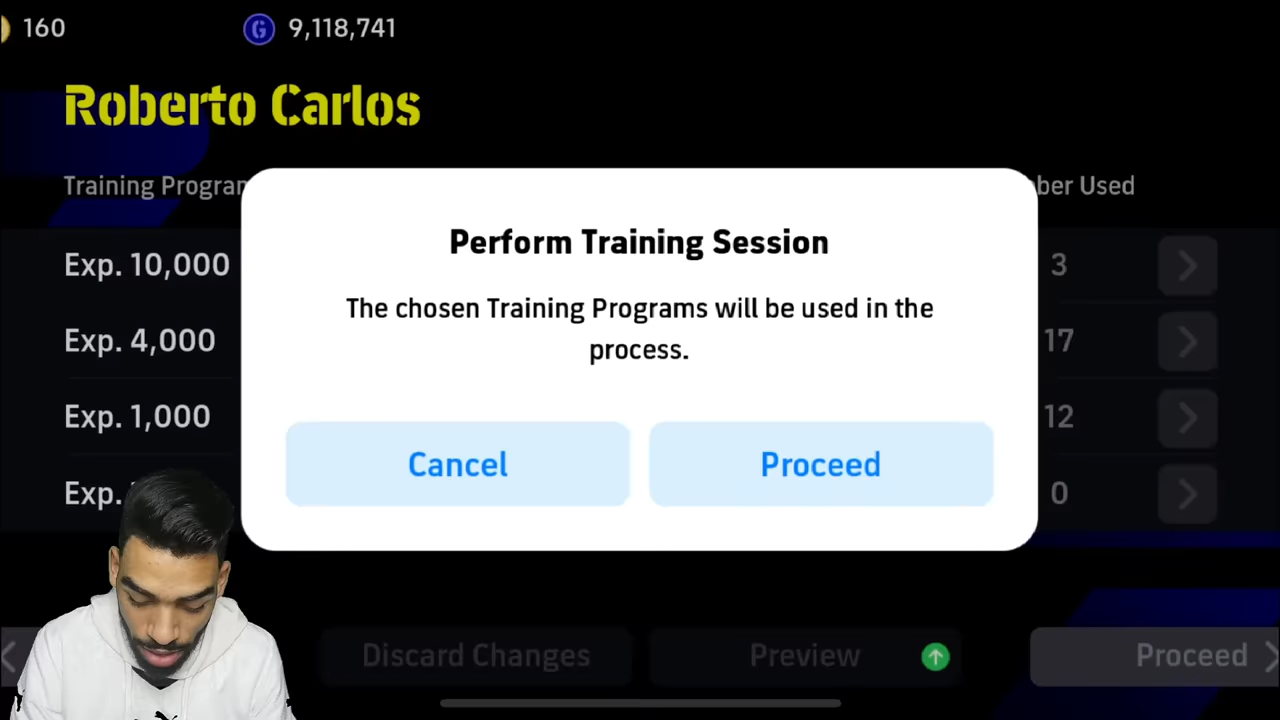 160
9,118,741
Roberto Carlos
Training
Used
Perform Training Session
The chosen Training Programs will be used in the
process.
Exp. 10,000
3
Exp. 4,000
17
Exp. 1,000
12
Exp.
0
Cancel
Proceed
Discard Changes
Preview
Proceed